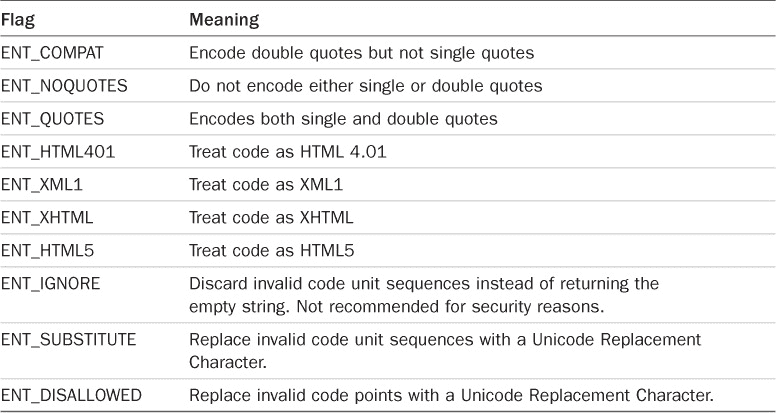 Flag Meaning
ENT_COMPAT Encode double quotes but not single quotes
ENT_NOQUOTES Do not encode either single or double quotes
ENT_QUOTES Encodes both single and double quotes
ENT_HTML401 Treat code as HTML 4.01
ENT_XML1 Treat code as XML1
ENT_XHTML Treat code as XHTML
ENT_HTML5 Treat code as HTML5
ENT_IGNORE Discard invalid code unit sequences instead of returning the
empty string. Not recommended for security reasons.
ENT_SUBSTITUTE Replace invalid code unit sequences with a Unicode Replacement
Character.
ENT_DISALLOWED Replace invalid code points with a Unicode Replacement Character.